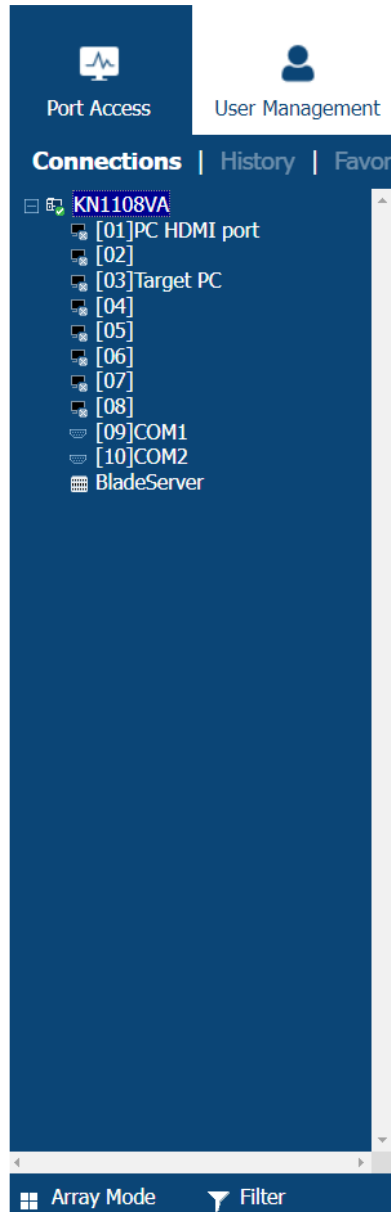 Port Access User Management
Connections | History | Favor
KN1108VA
[01]PC HDMI port
[02]
[03]Target PC
[04]
[05]
[06]
[07]
[08]
[09]COM1
[10]COM2
BladeServer
Array Mode Filter